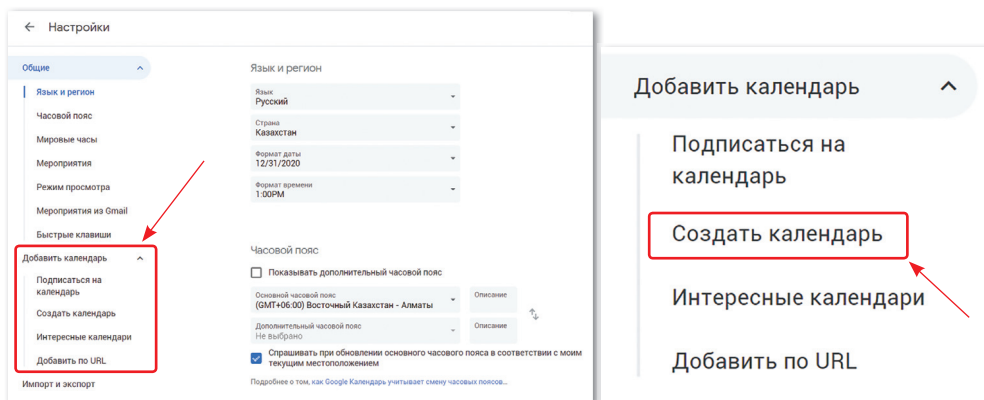 ← Настройки
Общие
Язык и регион
Часовой пояс
Мировые часы
Мероприятия
Режим просмотра
Мероприятия из Gmail
Быстрые клавиши
Добавить календарь
Подписаться на
календарь
Создать календарь
Интересные календари
Добавить по URL
Импорт и экспорт
Язык и регион
Язык
Русский
Страна
Казахстан
Формат даты
12/31/2020
Формат времени
1:00PM
Часовой пояс
Показывать дополнительный часовой пояс
Основной часовой пояс
(GMT+06:00) Восточный Казахстан - Алматы
Описание
Дополнительный часовой пояс
Не выбрано
Описание
Спрашивать при обновлении основного часового пояса в соответствии с моим
текущим местоположением
Подробнее о том, как Google Календарь учитывает смену часовых поясов...
Добавить календарь
Подписаться на
календарь
Создать календарь
Интересные календари
Добавить по URL